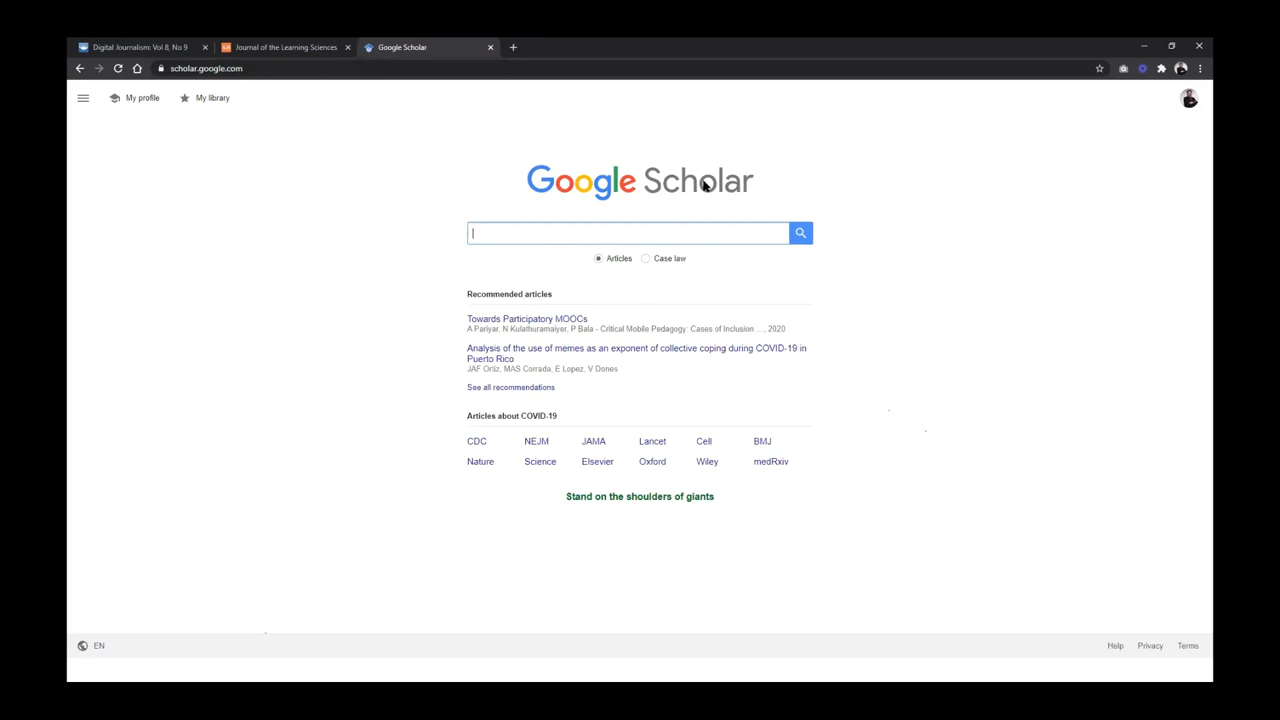 Digital Journalism: Vol 8, No 9
Journal of the Learning Sciences
Google Scholar
scholar.google.com
My profile
My library
Google Scholar
Articles
Case law
Recommended articles
Towards Participatory MOOCs
A Pariyar, N Kulathuramaiyer, P Bala - Critical Mobile Pedagogy: Cases of Inclusion ..., 2020
Analysis of the use of memes as an exponent of collective coping during COVID-19 in
Puerto Rico
JAF Ortiz, MAS Corrada, E Lopez, V Dones
See all recommendations
Articles about COVID-19
CDC NEJM JAMA Lancet Cell BMJ
Nature Science Elsevier Oxford Wiley medRxiv
Stand on the shoulders of giants
EN
Help Privacy Terms